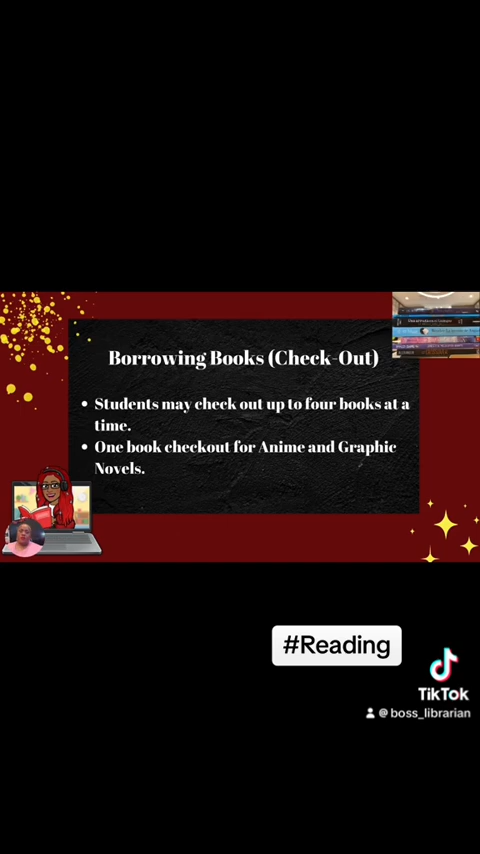 Borrowing Books (Check-Out)
• Students may check out up to four books at a
time.
• One book checkout for Anime and Graphic
Novels.
#Reading
TikTok
@boss_librarian